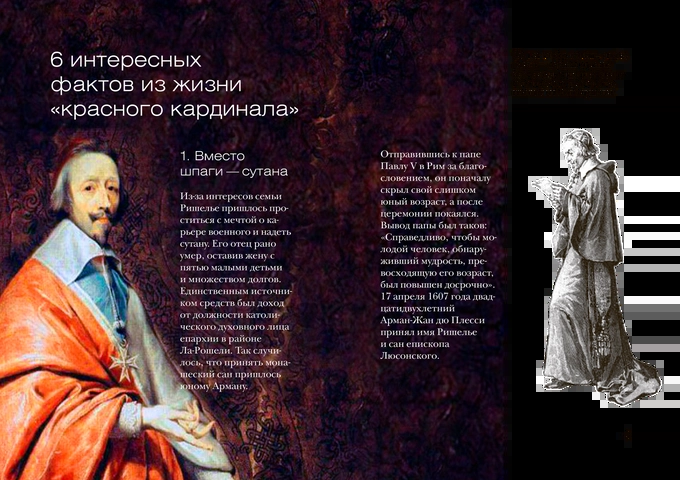 6 интересных
фактов из жизни
«красного кардинала»
1. Вместо
шпаги — сутана
Из-за интересов семьи
Ришелье пришлось про-
ститься с мечтой о ка-
рьере военного и надеть
сутану. Его отец рано
умер, оставив жену с
пятью малыми детьми
и множеством долгов.
Единственным источни-
ком средств был доход
от должности католи-
ческого духовного лица
епархии в районе
Ла-Рошели. Так случи-
лось, что принять мона-
шеский сан пришлось
юному Арману.
Отправившись к папе
Павлу V в Рим за благо-
словением, он поначалу
скрыл свой слишком
юный возраст, а после
церемонии покаялся.
Вывод папы был таков:
«Справедливо, чтобы мо-
лодой человек, обнару-
живший мудрость, пре-
восходящую его возраст,
был повышен досрочно».
17 апреля 1607 года двад-
цатидвухлетний
Арман-Жан дю Плесси
принял имя Ришелье
и сан епископа
Люсонского.